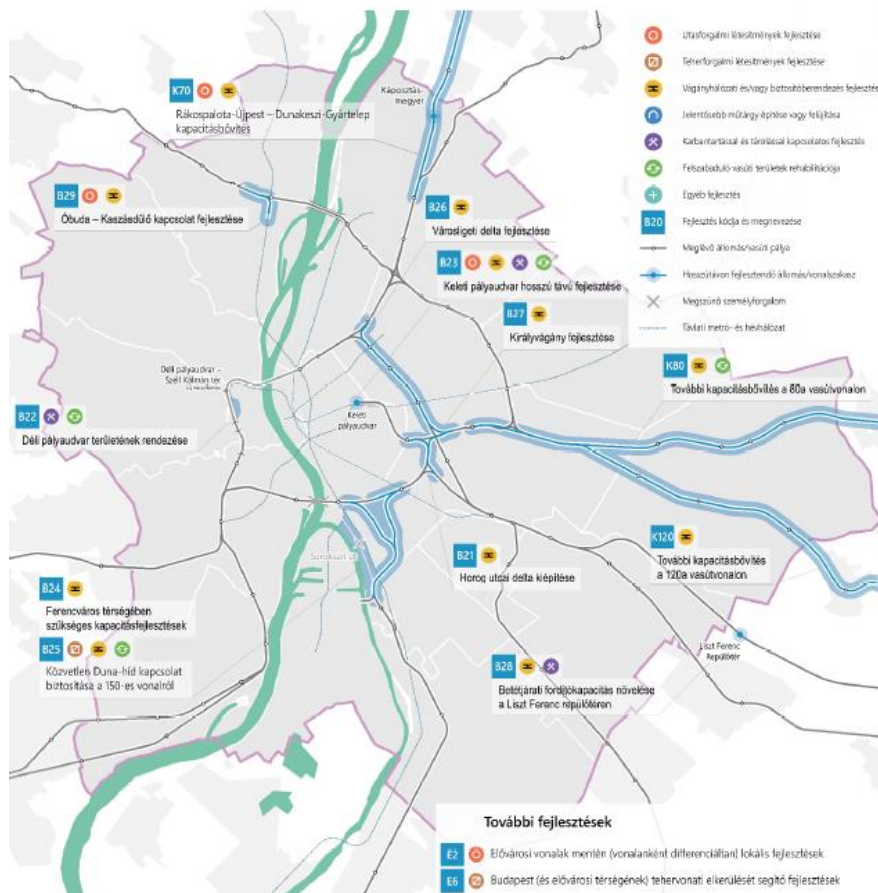 K70
Rákospalota-Újpest – Dunakeszi-Gyártelep
kapacitásbővítés
Káposztás-
megyer
Utasforgalmi létesítmények fejlesztése
Teherforgalmi létesítmények fejlesztése
Vágányhálózati és/vagy biztosítóberendezés fejlesztés
Jelentősebb műtárgy építése vagy felújítása
Karbantartással és tárolással kapcsolatos fejlesztés
Felszabaduló vasúti területek rehabilitációja
Egyéb fejlesztés
B20 Fejlesztés kódja és megnevezése
Meglévő állomás/vasúti pálya
Hosszútávon fejlesztendő állomás/vonalszakasz
Megszűnő személyforgalom
Távlati metró- és hévhálózat
B29
Óbuda – Kaszásdűlő kapcsolat fejlesztése
B26
Városligeti delta fejlesztése
B23
Keleti pályaudvar hosszú távú fejlesztése
B27
Királyvágány fejlesztése
K80
További kapacitásbővítés a 80a vasútvonalon
Déli pályaudvar –
Széll Kálmán tér
Keleti
pályaudvar
B22
Déli pályaudvar területének rendezése
Soroksári út
B21
Horog utcai delta kiépítése
K120
További kapacitásbővítés
a 120a vasútvonalon
B24
Ferencváros térségében
szükséges kapacitásfejlesztések
B25
Közvetlen Duna-híd kapcsolat
biztosítása a 150-es vonalról
Liszt Ferenc
Repülőtér
B28
Betétjárati fordítókapacitás növelése
a Liszt Ferenc repülőtéren
További fejlesztések
E2 Elővárosi vonalak mentén (vonalanként differenciáltan) lokális fejlesztések
E6 Budapest (és elővárosi térségének) tehervonati elkerülését segítő fejlesztések